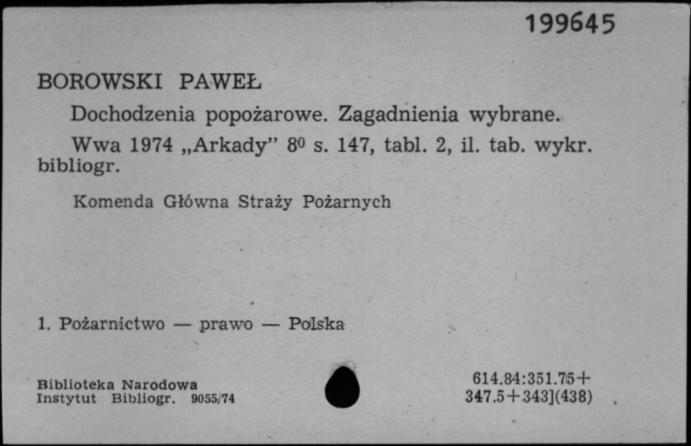 199645
BOROWSKI PAWEŁ
Dochodzenia popożarowe. Zagadnienia wybrane.
Wwa 1974 „Arkady” 8⁰ s. 147, tabl. 2, il. tab. wykr.
bibliogr.
Komenda Główna Straży Pożarnych
1. Pożarnictwo — prawo — Polska
Biblioteka Narodowa
Instytut Bibliogr. 9055/74
614.84:351.75+
347.5+343](438)